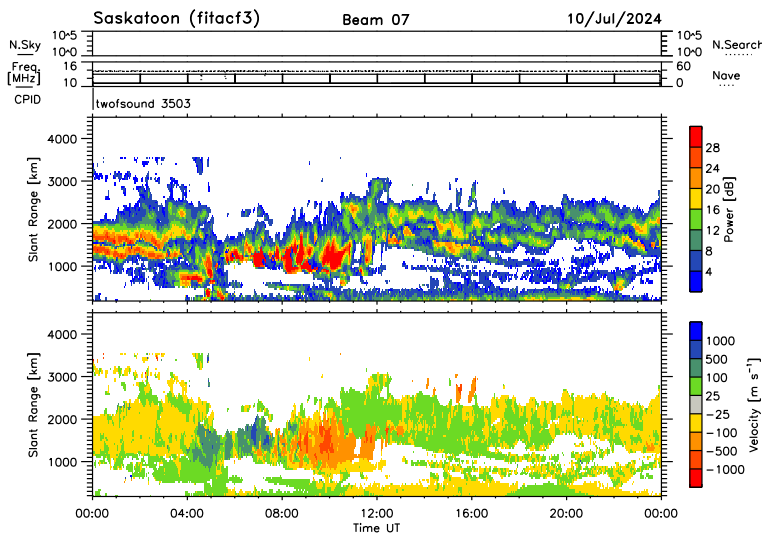 Saskatoon (fitacf3) Beam 07 10/Jul/2024
10^5 10^5
N.Sky N.Search
10^0 10^0
16 60
Freq.
[MHz] Nave
10 0
CPID
twofsound 3503
4000
3000
2000
1000
Slant Range [km]
28
24
20
16
12
8
4
Power [dB]
4000
3000
2000
1000
Slant Range [km]
1000
500
100
25
−25
−100
−500
−1000
Velocity [m s⁻¹]
00:00 04:00 08:00 12:00 16:00 20:00 00:00
Time UT